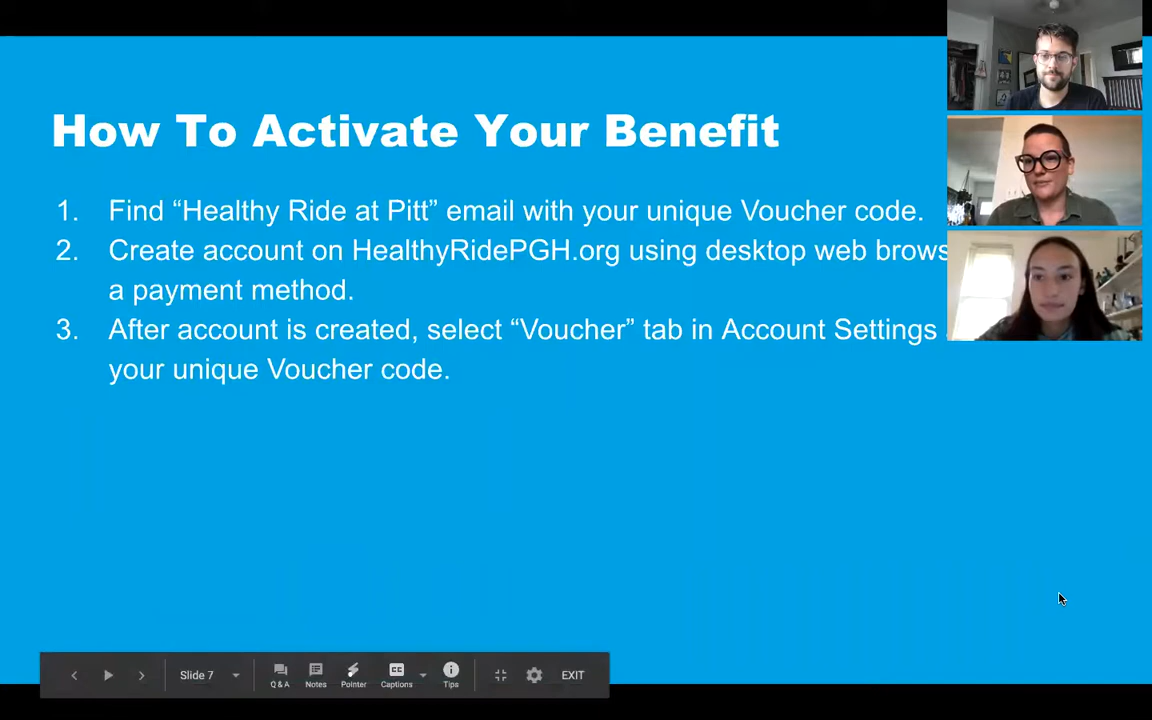 How To Activate Your Benefit
1. Find “Healthy Ride at Pitt” email with your unique Voucher code.
2. Create account on HealthyRidePGH.org using desktop web brows
a payment method.
3. After account is created, select “Voucher” tab in Account Settings
your unique Voucher code.
Slide 7 Q & A Notes Pointer CC Captions Tips EXIT